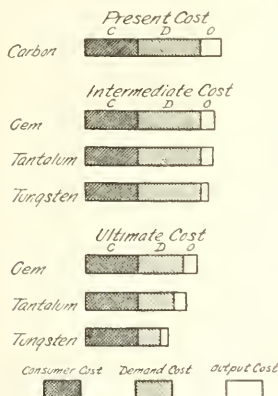 Present Cost
C D O
Carbon
Intermediate Cost
C D O
Gem
Tantalum
Tungsten
Ultimate Cost
C D O
Gem
Tantalum
Tungsten
Consumer Cost Demand Cost Output Cost